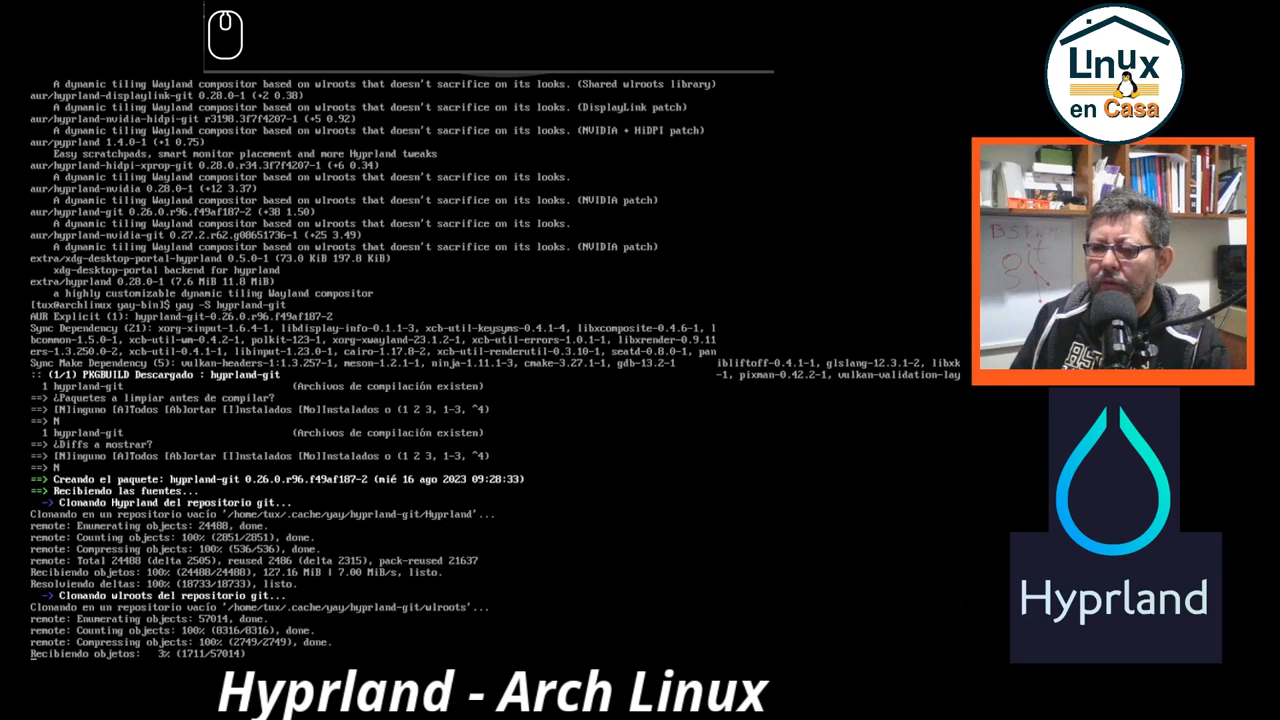 A dynamic tiling Wayland compositor based on wlroots that doesn't sacrifice on its looks. (Shared wlroots library)
aur/hyprland-displaylink-git 0.28.0-1 (+2 0.38)
A dynamic tiling Wayland compositor based on wlroots that doesn't sacrifice on its looks. (DisplayLink patch)
aur/hyprland-nvidia-hidpi-git r3198.3f7f4207-1 (+5 0.92)
A dynamic tiling Wayland compositor based on wlroots that doesn't sacrifice on its looks. (NVIDIA + HiDPI patch)
aur/pyprland 1.4.0-1 (+1 0.75)
Easy scratchpads, smart monitor placement and more Hyprland tweaks
aur/hyprland-hidpi-xprop-git 0.28.0.r34.3f7f4207-1 (+6 0.34)
A dynamic tiling Wayland compositor based on wlroots that doesn't sacrifice on its looks.
aur/hyprland-nvidia 0.28.0-1 (+12 3.37)
A dynamic tiling Wayland compositor based on wlroots that doesn't sacrifice on its looks. (NVIDIA patch)
aur/hyprland-git 0.26.0.r96.f49af187-2 (+38 1.50)
A dynamic tiling Wayland compositor based on wlroots that doesn't sacrifice on its looks.
aur/hyprland-nvidia-git 0.27.2.r62.g08651736-1 (+25 3.49)
A dynamic tiling Wayland compositor based on wlroots that doesn't sacrifice on its looks. (NVIDIA patch)
extra/xdg-desktop-portal-hyprland 0.5.0-1 (73.0 KiB 197.8 KiB)
xdg-desktop-portal backend for hyprland
extra/hyprland 0.28.0-1 (7.6 MiB 11.8 MiB)
a highly customizable dynamic tiling Wayland compositor
[tux@archlinux yay-bin]$ yay -S hyprland-git
AUR Explicit (1): hyprland-git-0.26.0.r96.f49af187-2
Sync Dependency (21): xorg-xinput-1.6.4-1, libdisplay-info-0.1.1-3, xcb-util-keysyms-0.4.1-4, libxcomposite-0.4.6-1, l
bcommon-1.5.0-1, xcb-util-wm-0.4.2-1, polkit-123-1, xorg-xwayland-23.1.2-1, xcb-util-errors-1.0.1-1, libxrender-0.9.11
ers-1.3.250.0-2, xcb-util-0.4.1-1, libinput-1.23.0-1, cairo-1.17.8-2, xcb-util-renderutil-0.3.10-1, seatd-0.8.0-1, pan
Sync Make Dependency (5): vulkan-headers-1:1.3.257-1, meson-1.2.1-1, ninja-1.11.1-3, cmake-3.27.1-1, gdb-13.2-1 ibliftoff-0.4.1-1, glslang-12.3.1-2, libxk
:: (1/1) PKGBUILD Descargado : hyprland-git -1, pixman-0.42.2-1, vulkan-validation-lay
1 hyprland-git (Archivos de compilación existen)
==> ¿Paquetes a limpiar antes de compilar?
==> [N]inguno [A]Todos [Ab]ortar [I]nstalados [No]Instalados o (1 2 3, 1-3, ^4)
==> N
1 hyprland-git (Archivos de compilación existen)
==> ¿Diffs a mostrar?
==> [N]inguno [A]Todos [Ab]ortar [I]nstalados [No]Instalados o (1 2 3, 1-3, ^4)
==> N
==> Creando el paquete: hyprland-git 0.26.0.r96.f49af187-2 (mié 16 ago 2023 09:28:33)
==> Recibiendo las fuentes...
-> Clonando Hyprland del repositorio git...
Clonando en un repositorio vacío '/home/tux/.cache/yay/hyprland-git/Hyprland'...
remote: Enumerating objects: 24488, done.
remote: Counting objects: 100% (2851/2851), done.
remote: Compressing objects: 100% (536/536), done.
remote: Total 24488 (delta 2505), reused 2486 (delta 2315), pack-reused 21637
Recibiendo objetos: 100% (24488/24488), 127.16 MiB | 7.00 MiB/s, listo.
Resolviendo deltas: 100% (18733/18733), listo.
-> Clonando wlroots del repositorio git...
Clonando en un repositorio vacío '/home/tux/.cache/yay/hyprland-git/wlroots'...
remote: Enumerating objects: 57014, done.
remote: Counting objects: 100% (8316/8316), done.
remote: Compressing objects: 100% (2749/2749), done.
Recibiendo objetos: 3% (1711/57014)
Linux
en Casa
BSPWM
git
Hyprland
Hyprland - Arch Linux